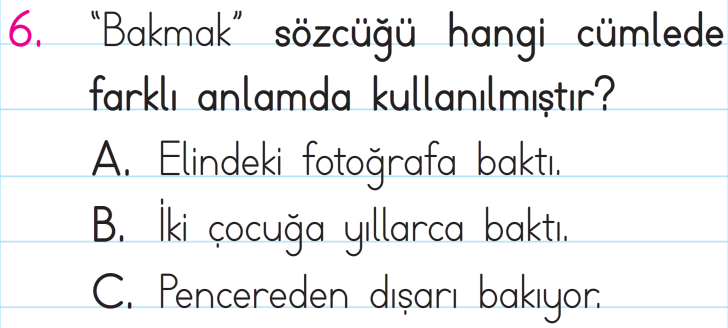 6. “Bakmak” sözcüğü hangi cümlede
farklı anlamda kullanılmıştır?
A. Elindeki fotoğrafa baktı.
B. İki çocuğa yıllarca baktı.
C. Pencereden dışarı bakıyor.